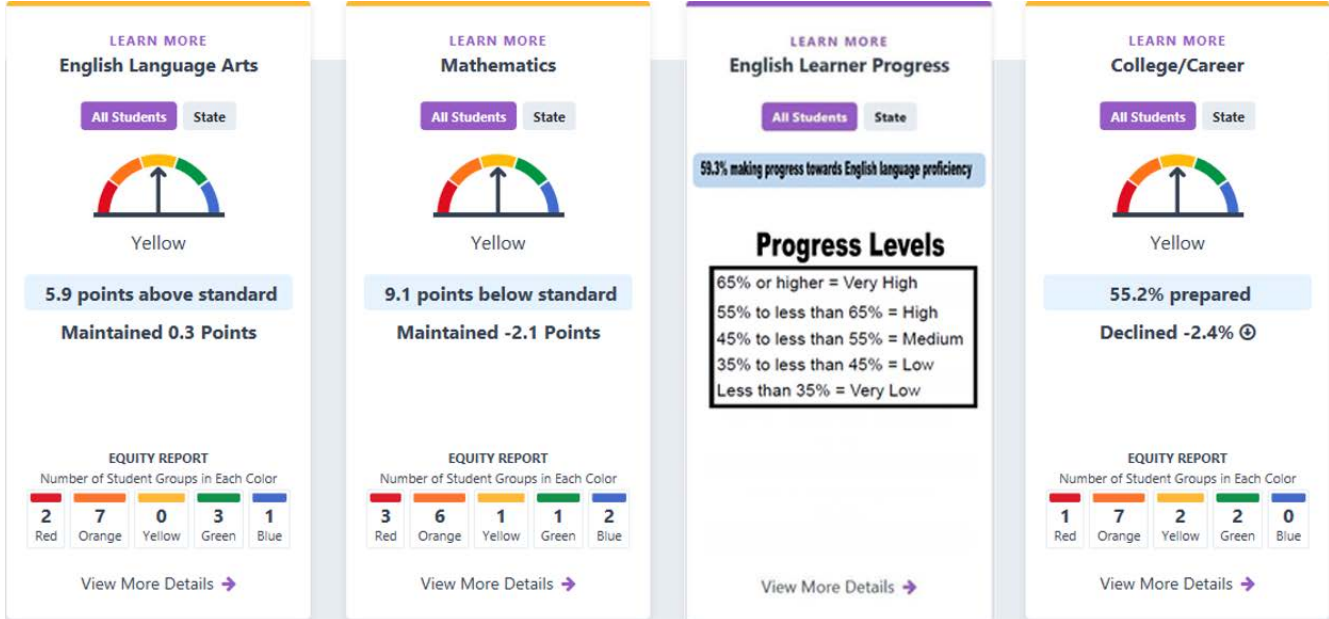 LEARN MORE
English Language Arts
All Students State
Yellow
5.9 points above standard
Maintained 0.3 Points
EQUITY REPORT
Number of Student Groups in Each Color
2 7 0 3 1
Red Orange Yellow Green Blue
View More Details
LEARN MORE
Mathematics
All Students State
Yellow
9.1 points below standard
Maintained -2.1 Points
EQUITY REPORT
Number of Student Groups in Each Color
3 6 1 1 2
Red Orange Yellow Green Blue
View More Details
LEARN MORE
English Learner Progress
All Students State
59.3% making progress towards English language proficiency
Progress Levels
65% or higher = Very High
55% to less than 65% = High
45% to less than 55% = Medium
35% to less than 45% = Low
Less than 35% = Very Low
View More Details
LEARN MORE
College/Career
All Students State
Yellow
55.2% prepared
Declined -2.4%
EQUITY REPORT
Number of Student Groups in Each Color
1 7 2 2 0
Red Orange Yellow Green Blue
View More Details